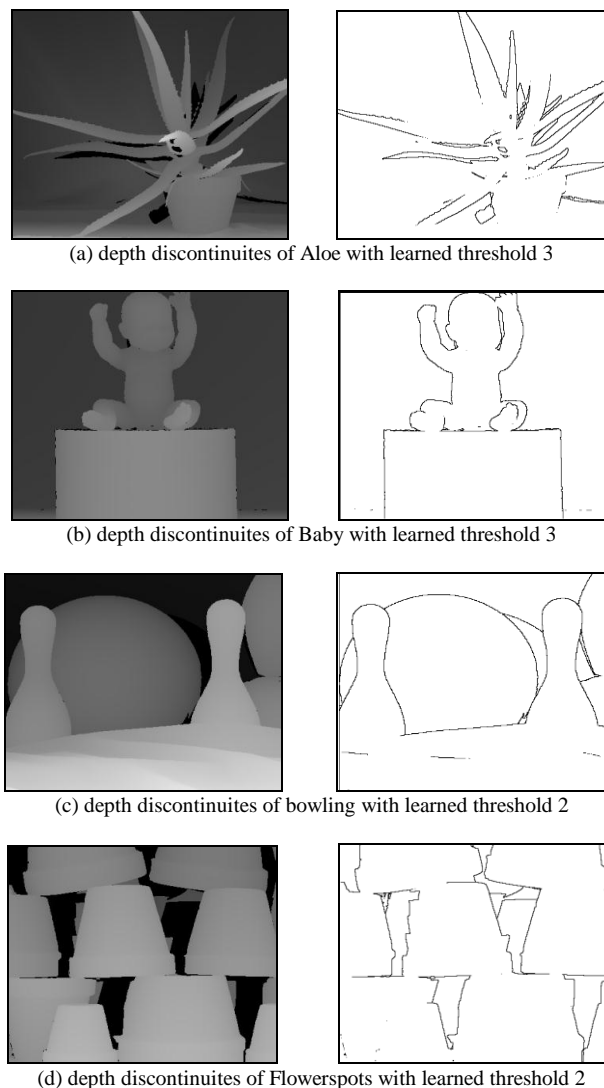 (a) depth discontinuites of Aloe with learned threshold 3
(b) depth discontinuites of Baby with learned threshold 3
(c) depth discontinuites of bowling with learned threshold 2
(d) depth discontinuites of Flowerspots with learned threshold 2